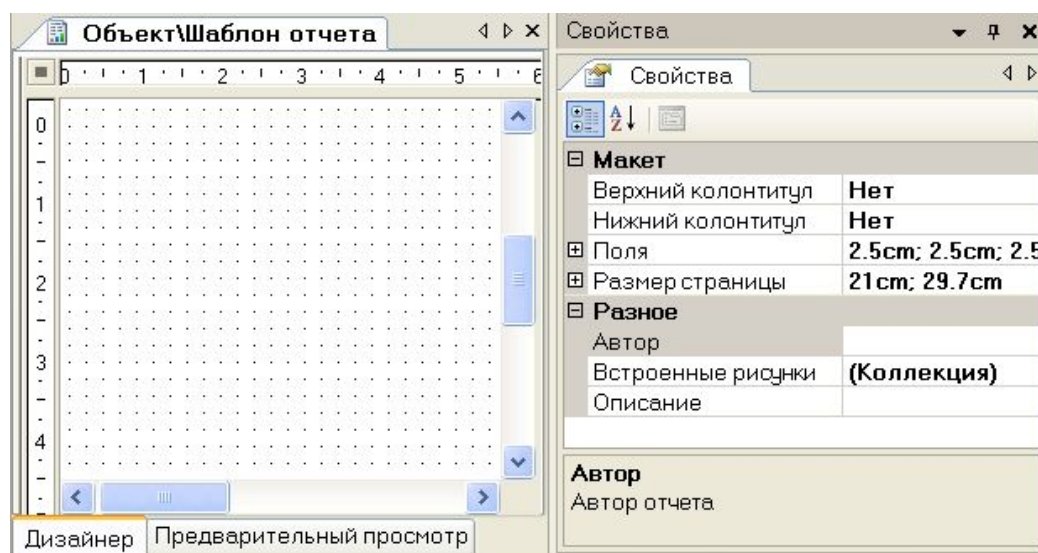 Объект\Шаблон отчета
0 1 2 3 4 5 6
0
1
2
3
4
Дизайнер Предварительный просмотр
Свойства
Свойства
Макет
Верхний колонтитул Нет
Нижний колонтитул Нет
Поля 2.5cm; 2.5cm; 2.5
Размер страницы 21cm; 29.7cm
Разное
Автор
Встроенные рисунки (Коллекция)
Описание
Автор
Автор отчета